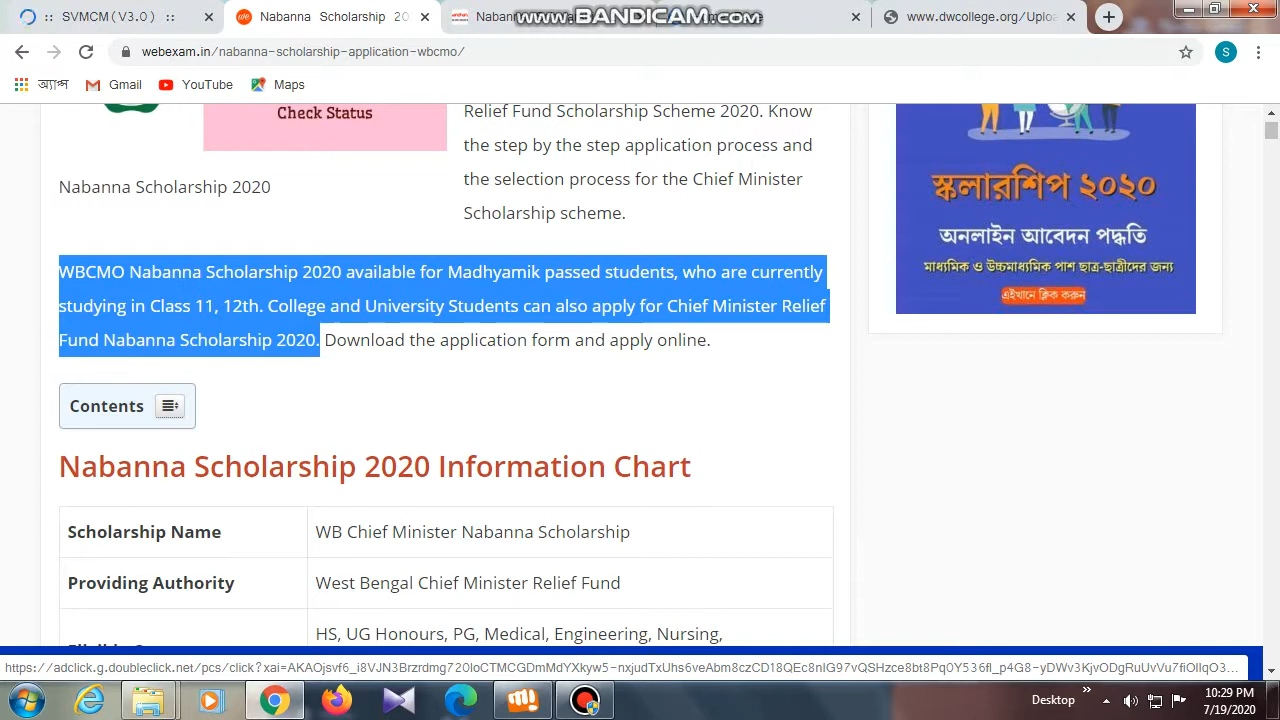 :: SVMCM ( V3.0 ) ::
Nabanna Scholarship 20
www.BANDICAM.com
www.dwcollege.org/Uploa
webexam.in/nabanna-scholarship-application-wbcmo/
S
অ্যাপ্স
Gmail
YouTube
Maps
Check Status
Nabanna Scholarship 2020
Relief Fund Scholarship Scheme 2020. Know
the step by the step application process and
the selection process for the Chief Minister
Scholarship scheme.
WBCMO Nabanna Scholarship 2020 available for Madhyamik passed students, who are currently
studying in Class 11, 12th. College and University Students can also apply for Chief Minister Relief
Fund Nabanna Scholarship 2020. Download the application form and apply online.
Contents
Nabanna Scholarship 2020 Information Chart
Scholarship Name WB Chief Minister Nabanna Scholarship
Providing Authority West Bengal Chief Minister Relief Fund
HS, UG Honours, PG, Medical, Engineering, Nursing,
স্কলারশিপ ২০২০
অনলাইন আবেদন পদ্ধতি
মাধ্যমিক ও উচ্চমাধ্যমিক পাশ ছাত্র-ছাত্রীদের জন্য
এইখানে ক্লিক করুন
Desktop
10:29 PM
7/19/2020